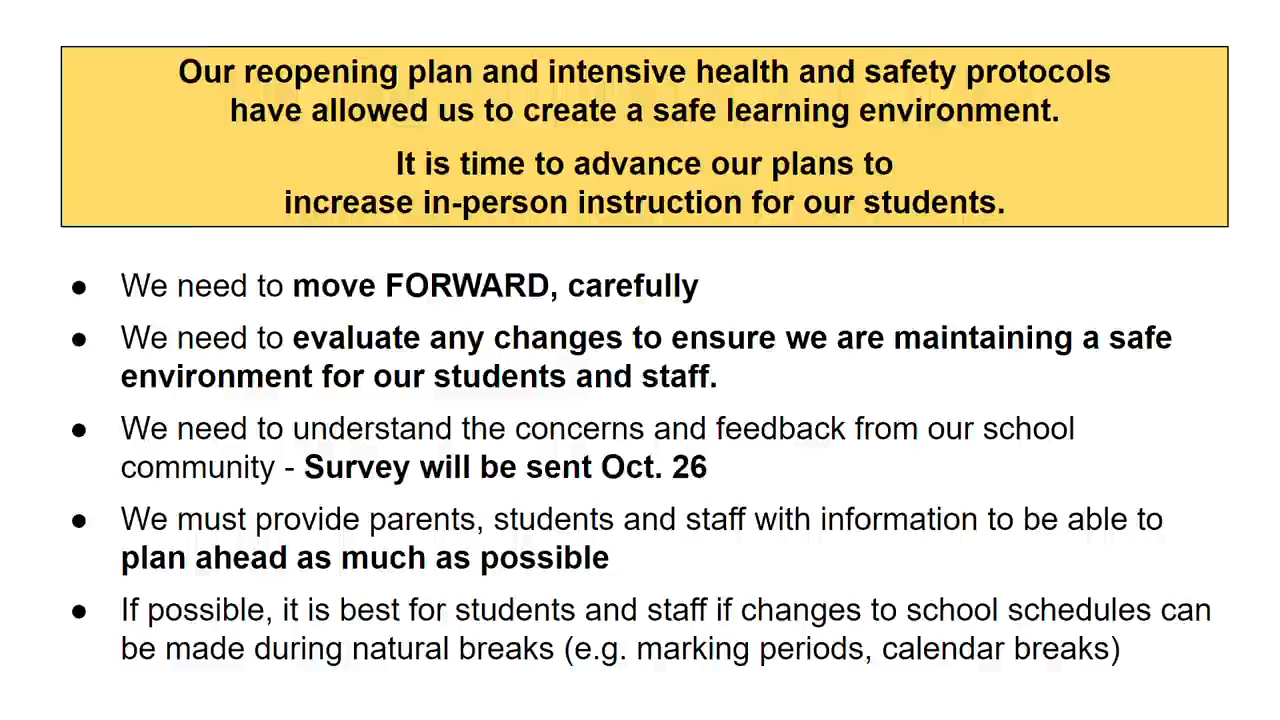 Our reopening plan and intensive health and safety protocols
have allowed us to create a safe learning environment.
It is time to advance our plans to
increase in-person instruction for our students.
● We need to move FORWARD, carefully
● We need to evaluate any changes to ensure we are maintaining a safe
environment for our students and staff.
● We need to understand the concerns and feedback from our school
community - Survey will be sent Oct. 26
● We must provide parents, students and staff with information to be able to
plan ahead as much as possible
● If possible, it is best for students and staff if changes to school schedules can
be made during natural breaks (e.g. marking periods, calendar breaks)